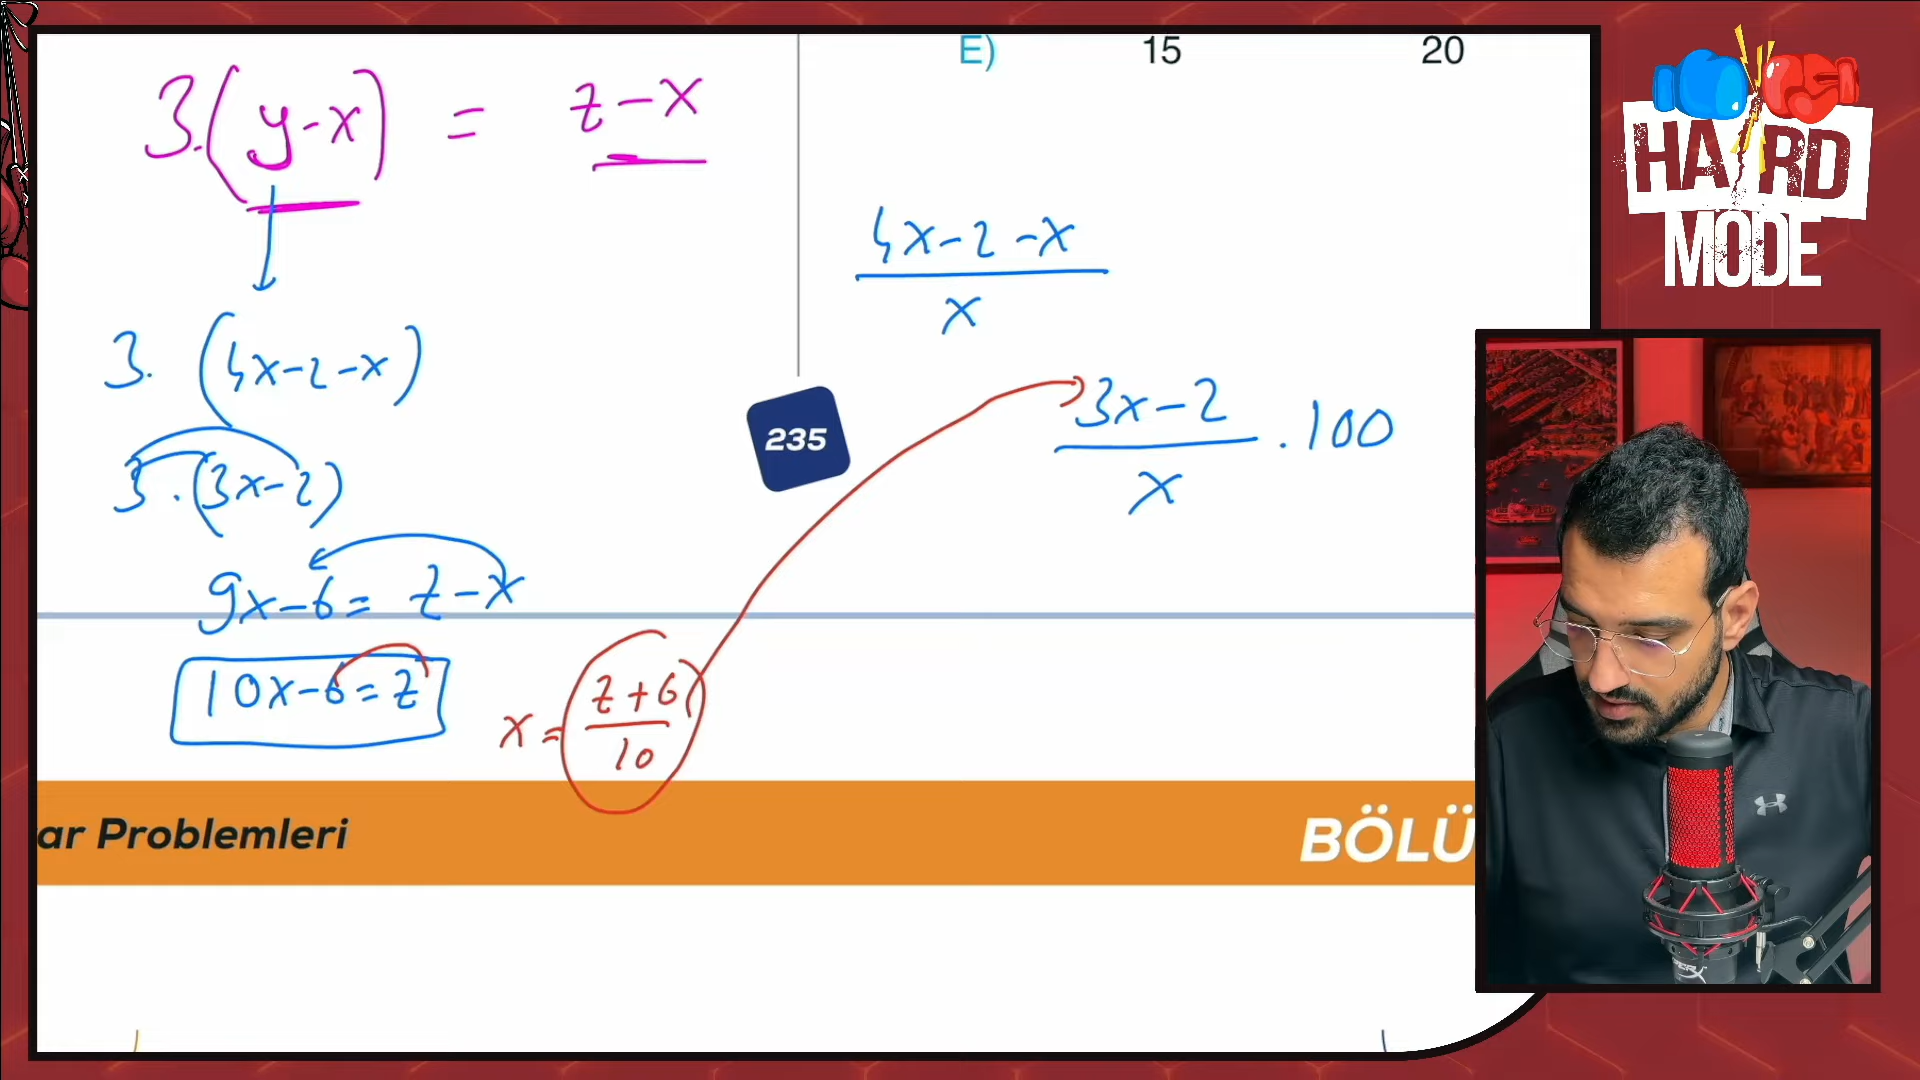 3.(y-x) = z-x
3. (4x-2-x)
3.(3x-2)
9x-6= z-x
10x-6=z
x= z+6
10
E) 15 20
4x-2-x
x
3x-2 .100
x
235
ar Problemleri
BÖLÜ
HARD
MODE